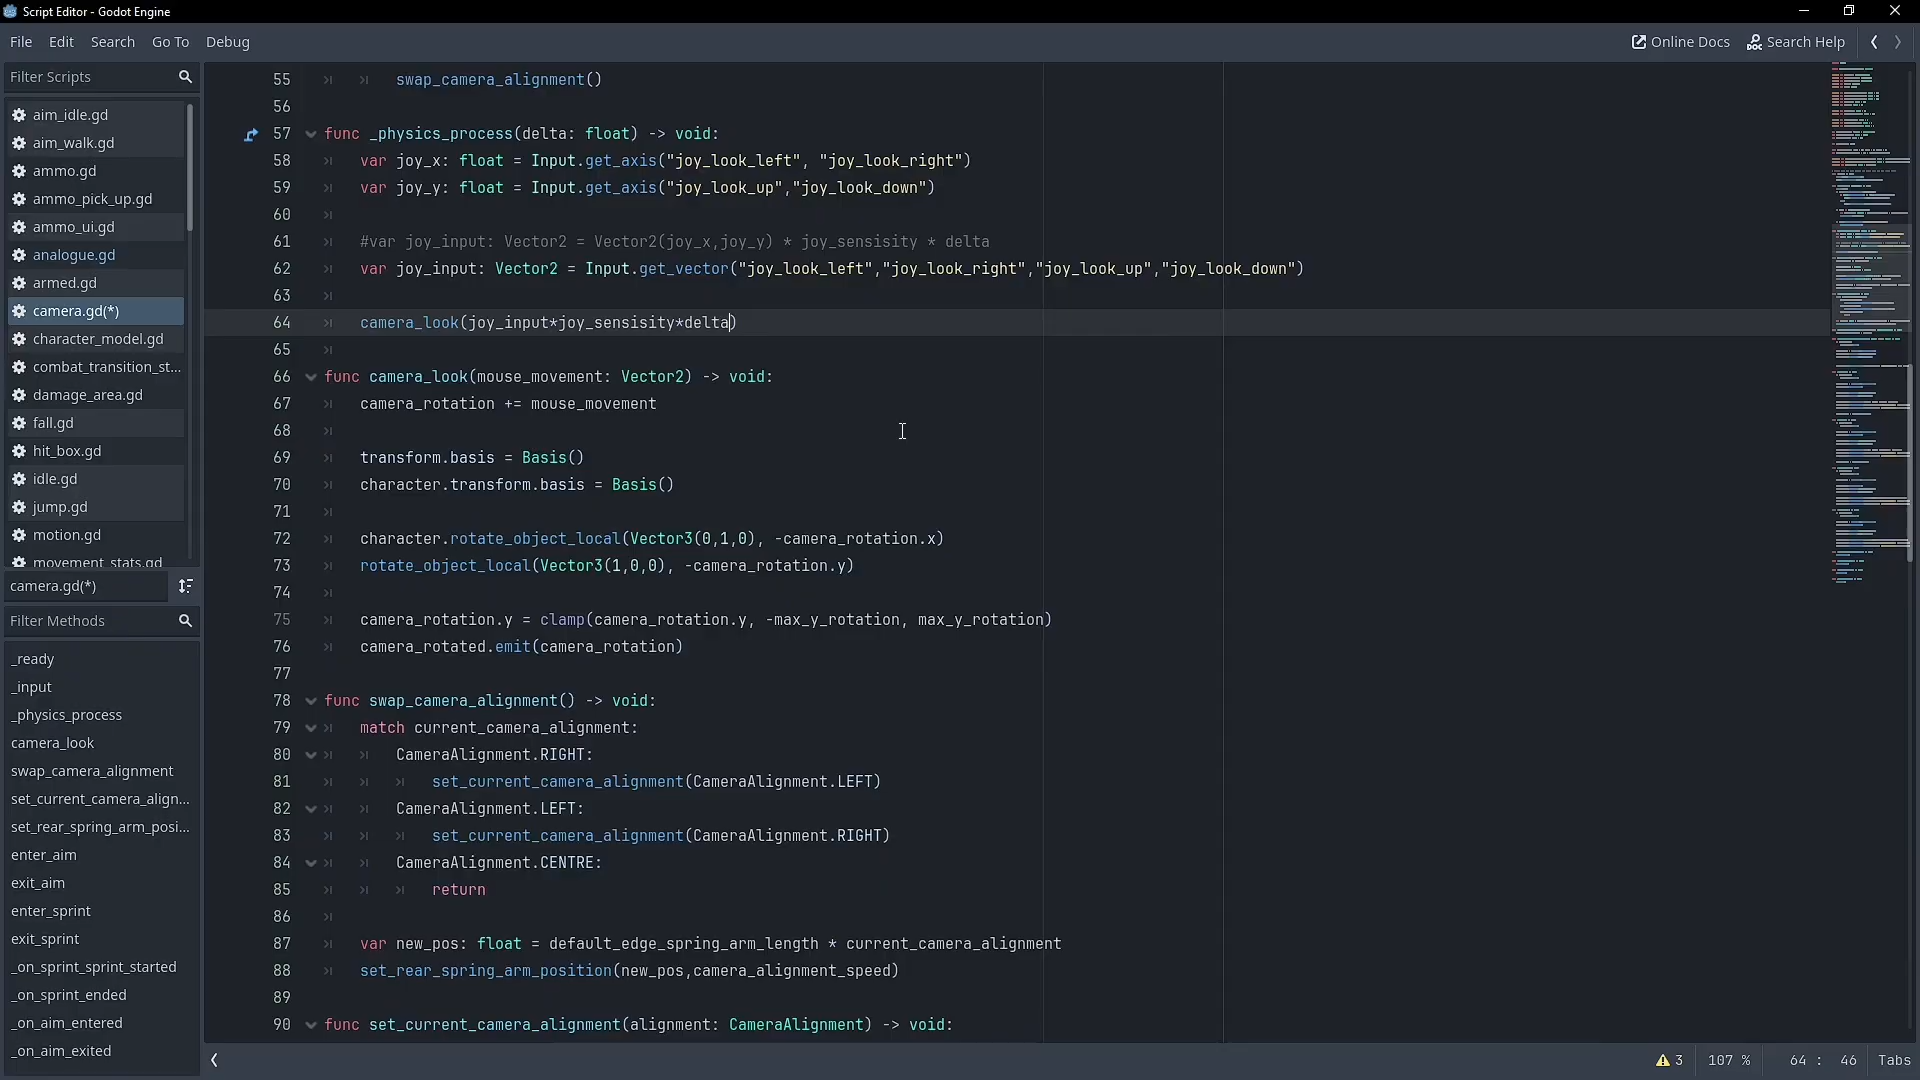 Script Editor - Godot Engine
File Edit Search Go To Debug
Online Docs Search Help
Filter Scripts
aim_idle.gd
aim_walk.gd
ammo.gd
ammo_pick_up.gd
ammo_ui.gd
analogue.gd
armed.gd
camera.gd(*)
character_model.gd
combat_transition_st...
damage_area.gd
fall.gd
hit_box.gd
idle.gd
jump.gd
motion.gd
movement_stats.gd
camera.gd(*)
Filter Methods
_ready
_input
_physics_process
camera_look
swap_camera_alignment
set_current_camera_align...
set_rear_spring_arm_posi...
enter_aim
exit_aim
enter_sprint
exit_sprint
_on_sprint_sprint_started
_on_sprint_ended
_on_aim_entered
_on_aim_exited
55 swap_camera_alignment()
56
57 func _physics_process(delta: float) -> void:
58 var joy_x: float = Input.get_axis("joy_look_left", "joy_look_right")
59 var joy_y: float = Input.get_axis("joy_look_up","joy_look_down")
60
61 #var joy_input: Vector2 = Vector2(joy_x,joy_y) * joy_sensisity * delta
62 var joy_input: Vector2 = Input.get_vector("joy_look_left","joy_look_right","joy_look_up","joy_look_down")
63
64 camera_look(joy_input*joy_sensisity*delta)
65
66 func camera_look(mouse_movement: Vector2) -> void:
67 camera_rotation += mouse_movement
68
69 transform.basis = Basis()
70 character.transform.basis = Basis()
71
72 character.rotate_object_local(Vector3(0,1,0), -camera_rotation.x)
73 rotate_object_local(Vector3(1,0,0), -camera_rotation.y)
74
75 camera_rotation.y = clamp(camera_rotation.y, -max_y_rotation, max_y_rotation)
76 camera_rotated.emit(camera_rotation)
77
78 func swap_camera_alignment() -> void:
79 match current_camera_alignment:
80 CameraAlignment.RIGHT:
81 set_current_camera_alignment(CameraAlignment.LEFT)
82 CameraAlignment.LEFT:
83 set_current_camera_alignment(CameraAlignment.RIGHT)
84 CameraAlignment.CENTRE:
85 return
86
87 var new_pos: float = default_edge_spring_arm_length * current_camera_alignment
88 set_rear_spring_arm_position(new_pos,camera_alignment_speed)
89
90 func set_current_camera_alignment(alignment: CameraAlignment) -> void:
3 107 % 64 : 46 Tabs